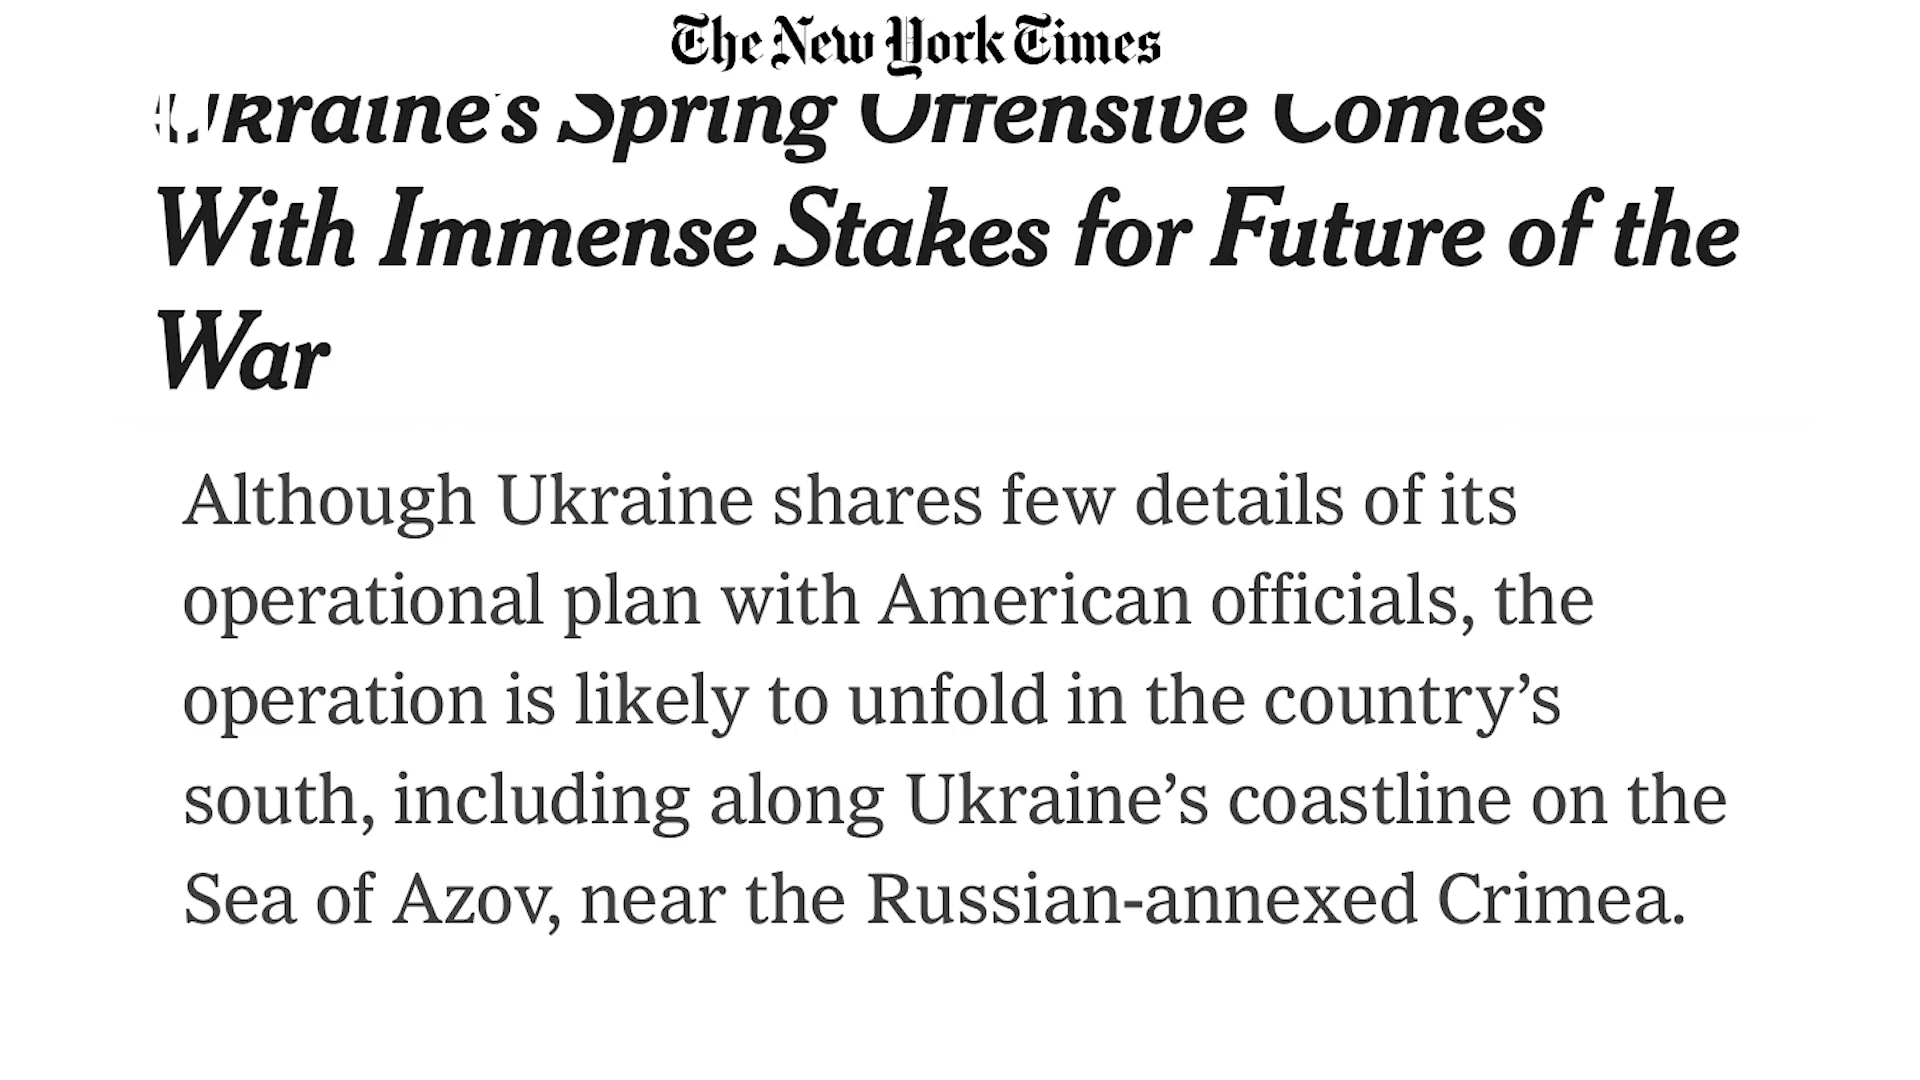 The New York Times
Ukraine's Spring Offensive Comes
With Immense Stakes for Future of the
War
Although Ukraine shares few details of its
operational plan with American officials, the
operation is likely to unfold in the country’s
south, including along Ukraine’s coastline on the
Sea of Azov, near the Russian-annexed Crimea.